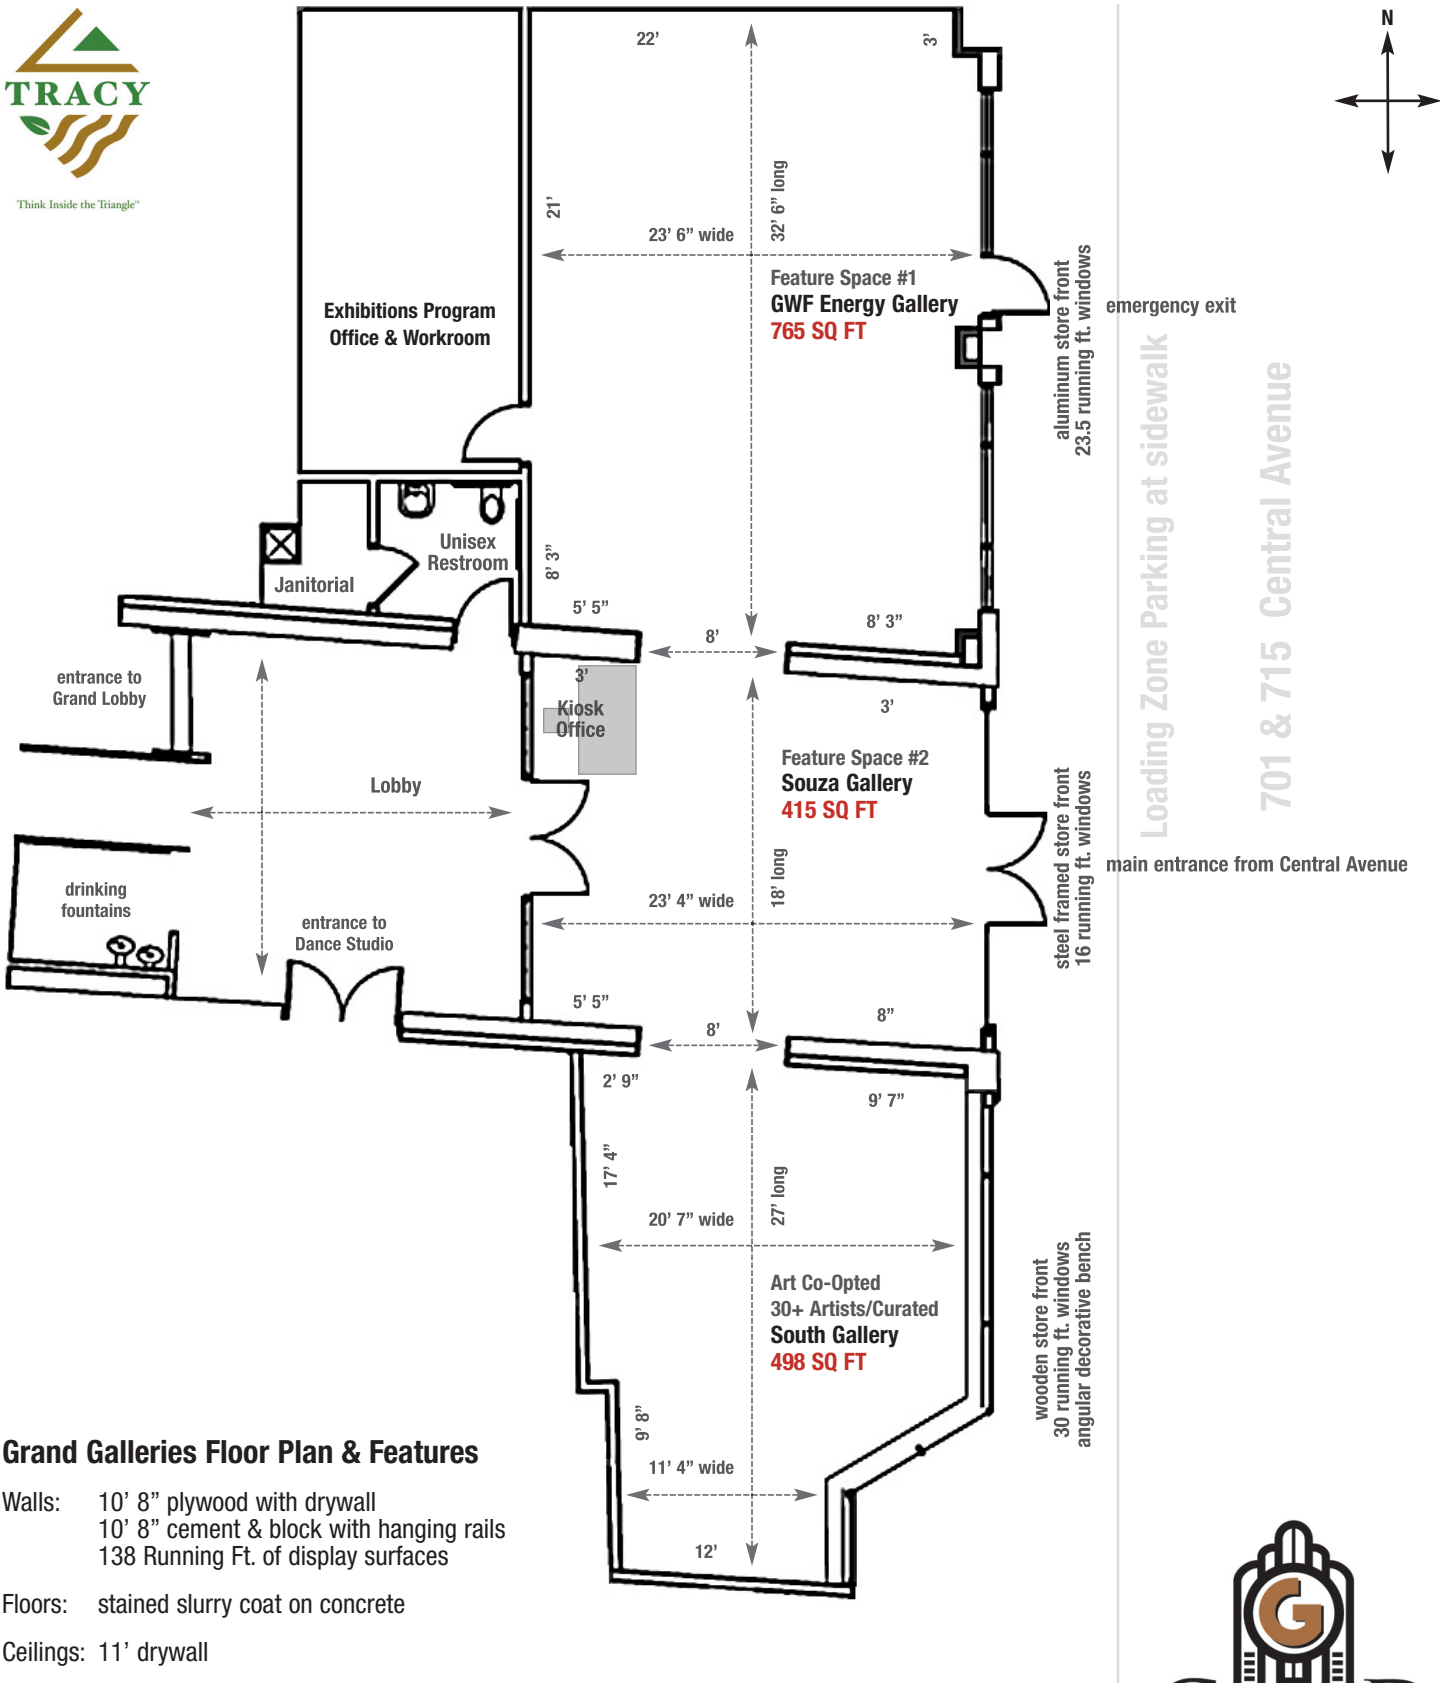 TRACY
Think Inside the Triangle™
N
22’
3’
21’
32’ 6” long
23’ 6” wide
Feature Space #1
GWF Energy Gallery
765 SQ FT
Exhibitions Program
Office & Workroom
aluminum store front
23.5 running ft. windows
emergency exit
Loading Zone Parking at sidewalk
701 & 715 Central Avenue
Unisex
Restroom
Janitorial
8’ 3”
5’ 5”
8’
8’ 3”
entrance to
Grand Lobby
3’
Kiosk
Office
3’
Feature Space #2
Souza Gallery
415 SQ FT
Lobby
steel framed store front
16 running ft. windows
main entrance from Central Avenue
drinking
fountains
entrance to
Dance Studio
23’ 4” wide
18’ long
5’ 5”
8’
8”
2’ 9”
9’ 7”
17’ 4”
27’ long
20’ 7” wide
Art Co-Opted
30+ Artists/Curated
South Gallery
498 SQ FT
wooden store front
30 running ft. windows
angular decorative bench
9’ 8”
11’ 4” wide
12’
Grand Galleries Floor Plan & Features
Walls: 10’ 8” plywood with drywall
10’ 8” cement & block with hanging rails
138 Running Ft. of display surfaces
Floors: stained slurry coat on concrete
Ceilings: 11’ drywall
G